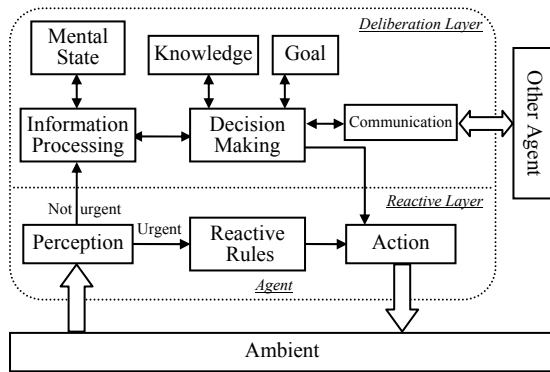 Deliberation Layer
Mental
State
Knowledge
Goal
Information
Processing
Decision
Making
Communication
Other Agent
Not urgent
Reactive Layer
Perception
Urgent
Reactive
Rules
Action
Agent
Ambient